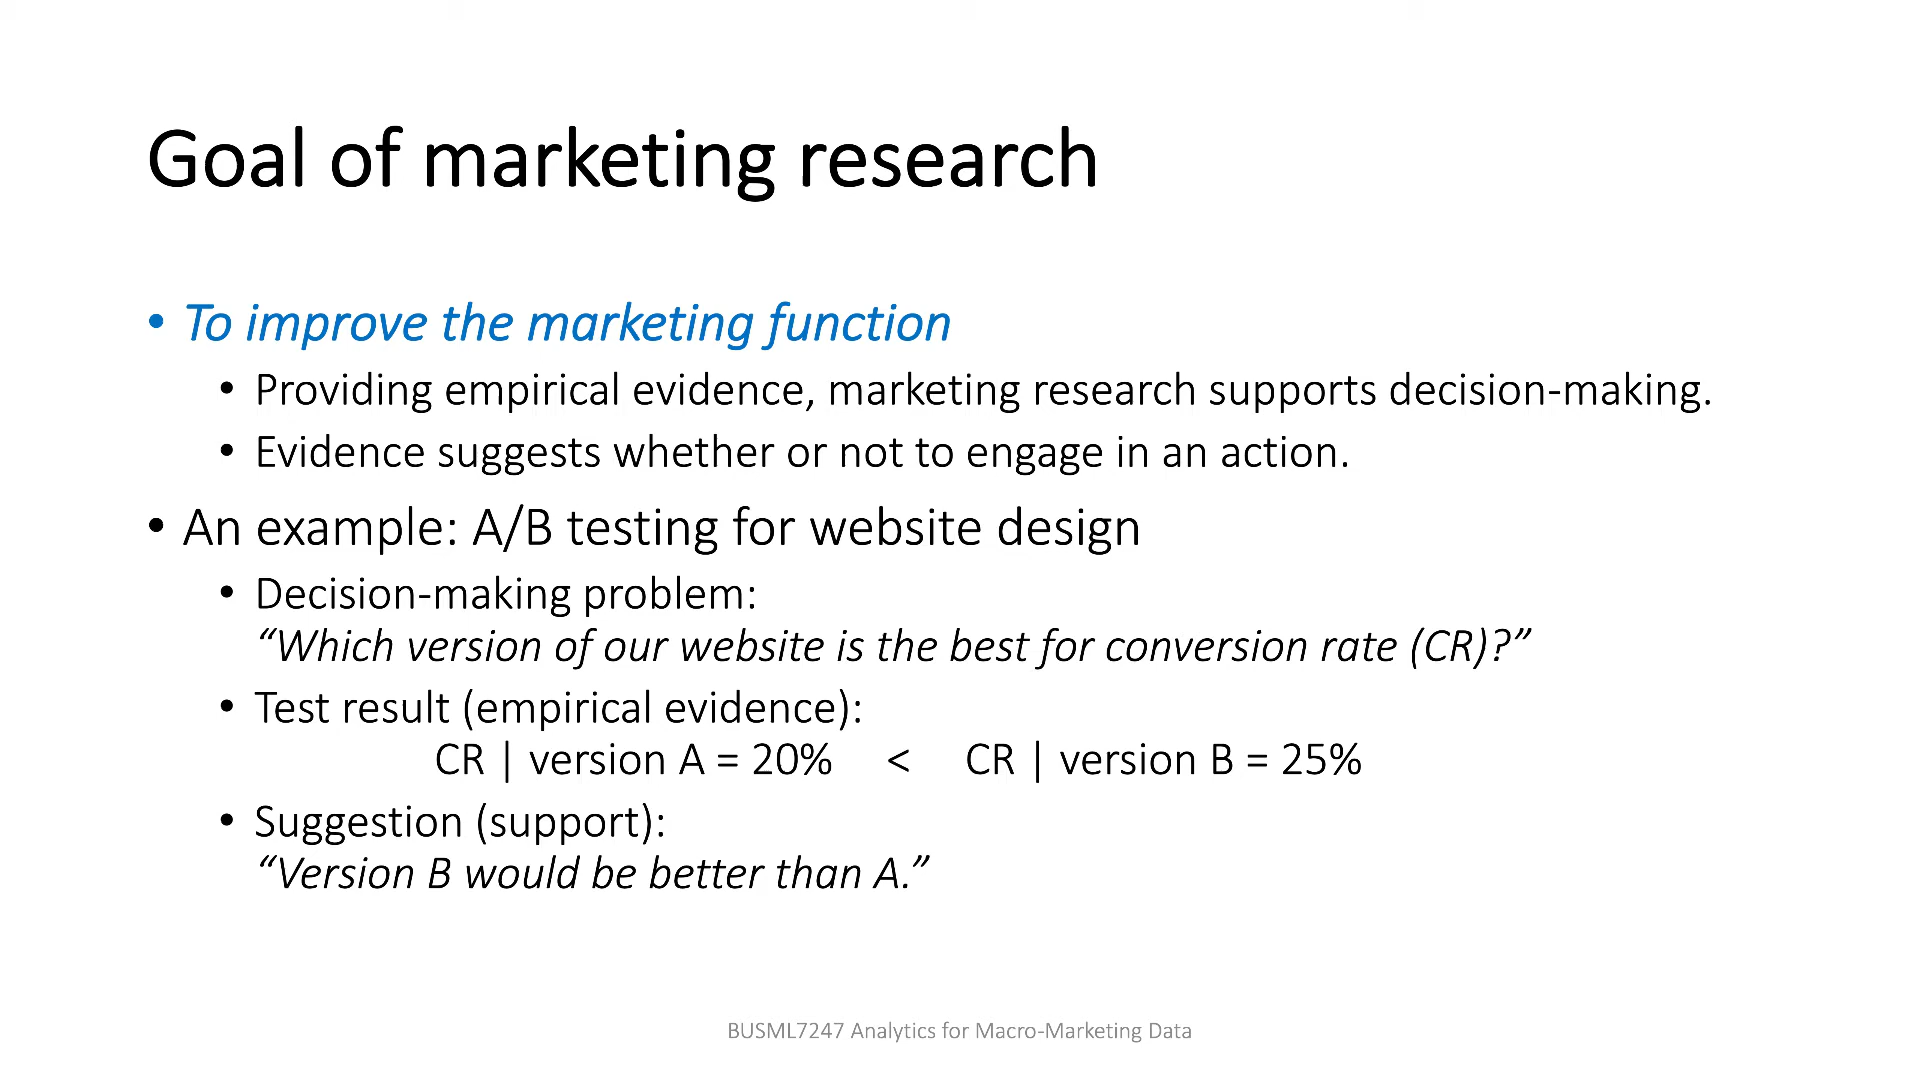 Goal of marketing research
• To improve the marketing function
• Providing empirical evidence, marketing research supports decision-making.
• Evidence suggests whether or not to engage in an action.
• An example: A/B testing for website design
• Decision-making problem:
“Which version of our website is the best for conversion rate (CR)?”
• Test result (empirical evidence):
CR | version A = 20% < CR | version B = 25%
• Suggestion (support):
“Version B would be better than A.”
BUSML7247 Analytics for Macro-Marketing Data